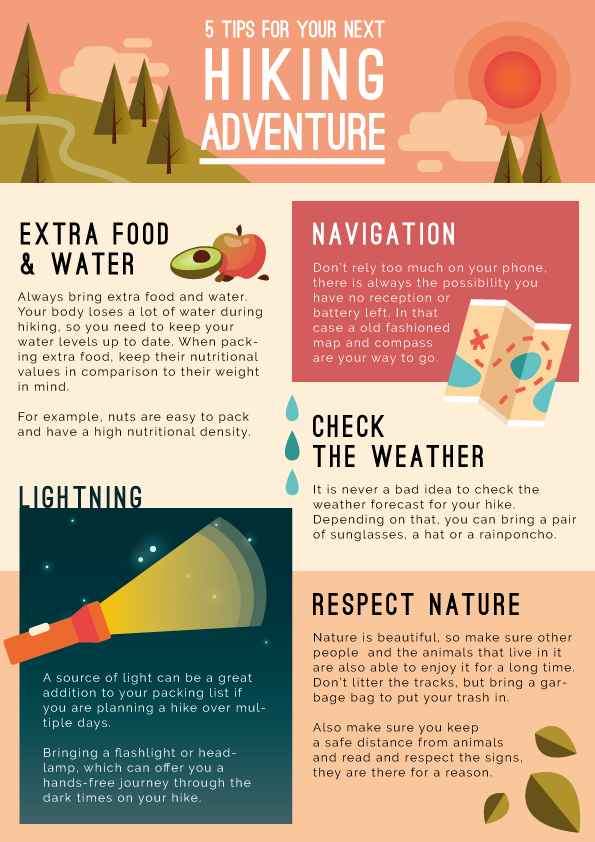 5 TIPS FOR YOUR NEXT
HIKING
ADVENTURE
EXTRA FOOD
& WATER
Always bring extra food and water.
Your body loses a lot of water during
hiking, so you need to keep your
water levels up to date. When pack-
ing extra food, keep their nutritional
values in comparison to their weight
in mind.
For example, nuts are easy to pack
and have a high nutritional density.
NAVIGATION
Don't rely too much on your phone,
there is always the possibility you
have no reception or
battery left. In that
case a old fashioned
map and compass
are your way to go.
CHECK
THE WEATHER
It is never a bad idea to check the
weather forecast for your hike.
Depending on that, you can bring a pair
of sunglasses, a hat or a rainponcho.
LIGHTNING
A source of light can be a great
addition to your packing list if
you are planning a hike over mul-
tiple days.
Bringing a flashlight or head-
lamp, which can offer you a
hands-free journey through the
dark times on your hike.
RESPECT NATURE
Nature is beautiful, so make sure other
people and the animals that live in it
are also able to enjoy it for a long time.
Don't litter the tracks, but bring a gar-
bage bag to put your trash in.
Also make sure you keep
a safe distance from animals
and read and respect the signs,
they are there for a reason.